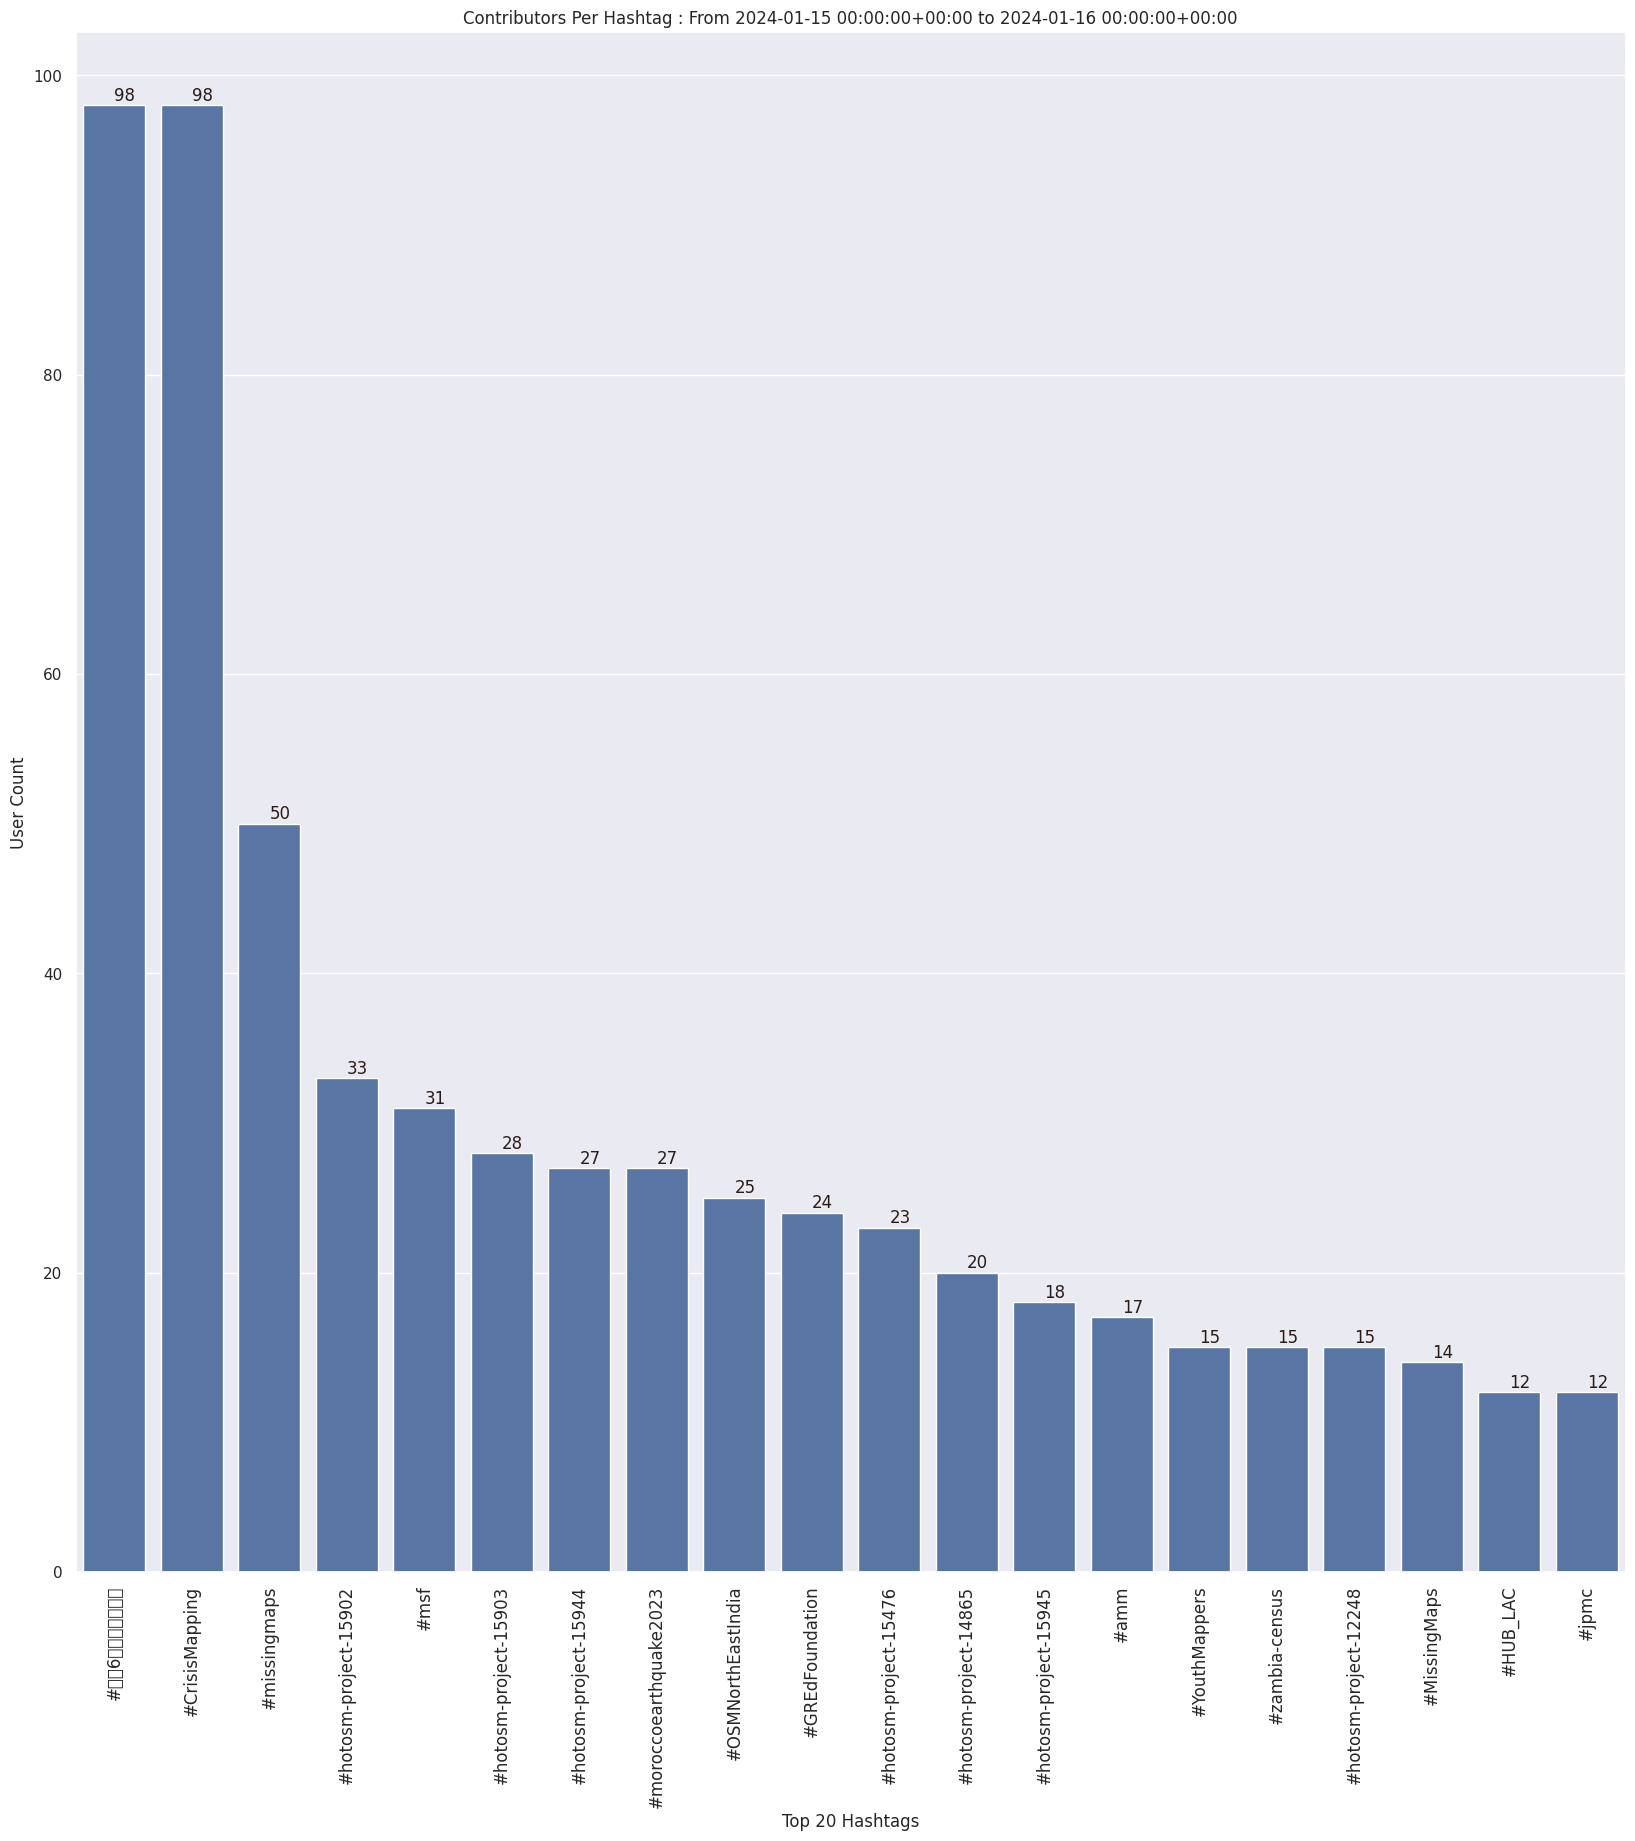 Contributors Per Hashtag : From 2024-01-15 00:00:00+00:00 to 2024-01-16 00:00:00+00:00
100
80
60
40
20
0
User Count
98
98
50
33
31
28
27
27
25
24
23
20
18
17
15
15
15
14
12
12
#CrisisMapping
#missingmaps
#hotosm-project-15902
#msf
#hotosm-project-15903
#hotosm-project-15944
#moroccoearthquake2023
#OSMNorthEastIndia
#GREdFoundation
#hotosm-project-15476
#hotosm-project-14865
#hotosm-project-15945
#amm
#YouthMappers
#zambia-census
#hotosm-project-12248
#MissingMaps
#HUB_LAC
#jpmc
Top 20 Hashtags